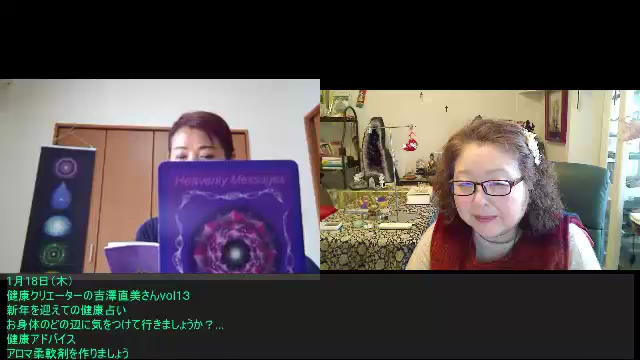 Heavenly Messages
1月18日（木）
健康クリエーターの吉澤直美さんvol13
新年を迎えての健康占い
お身体のどの辺に気をつけて行きましょうか？...
健康アドバイス
アロマ柔軟剤を作りましょう